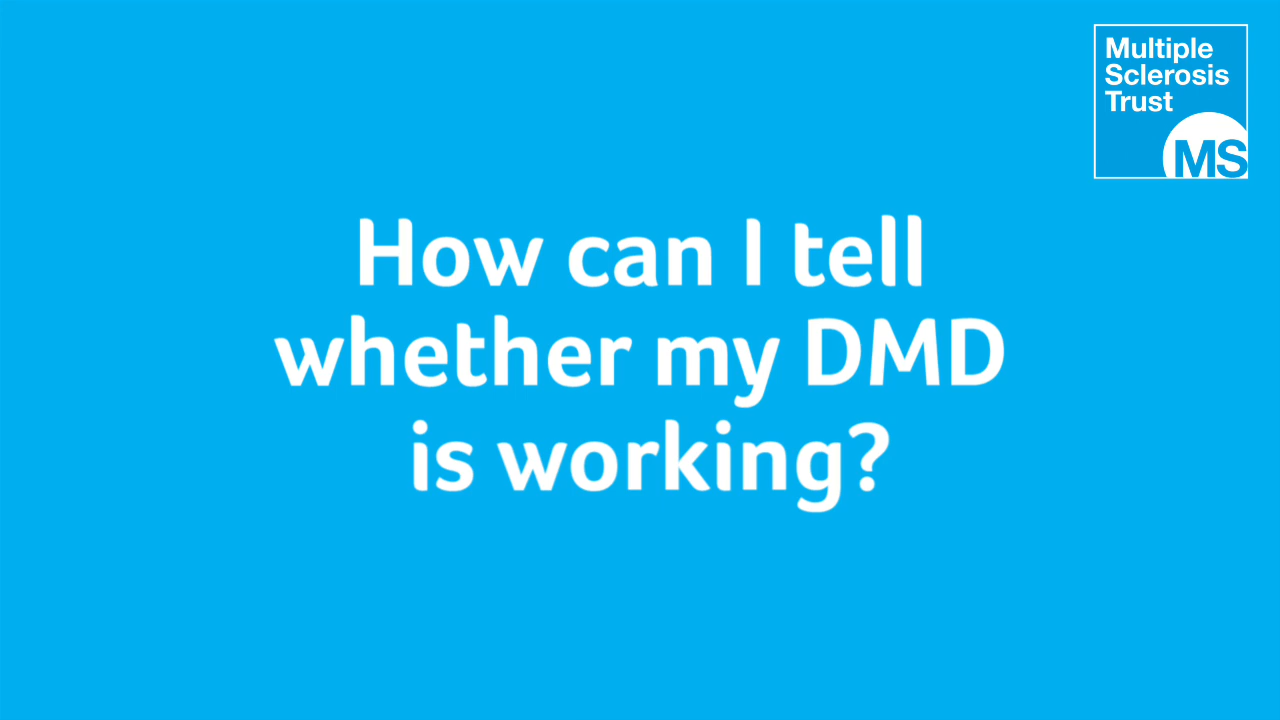 Multiple
Sclerosis
Trust
MS
How can I tell
whether my DMD
is working?